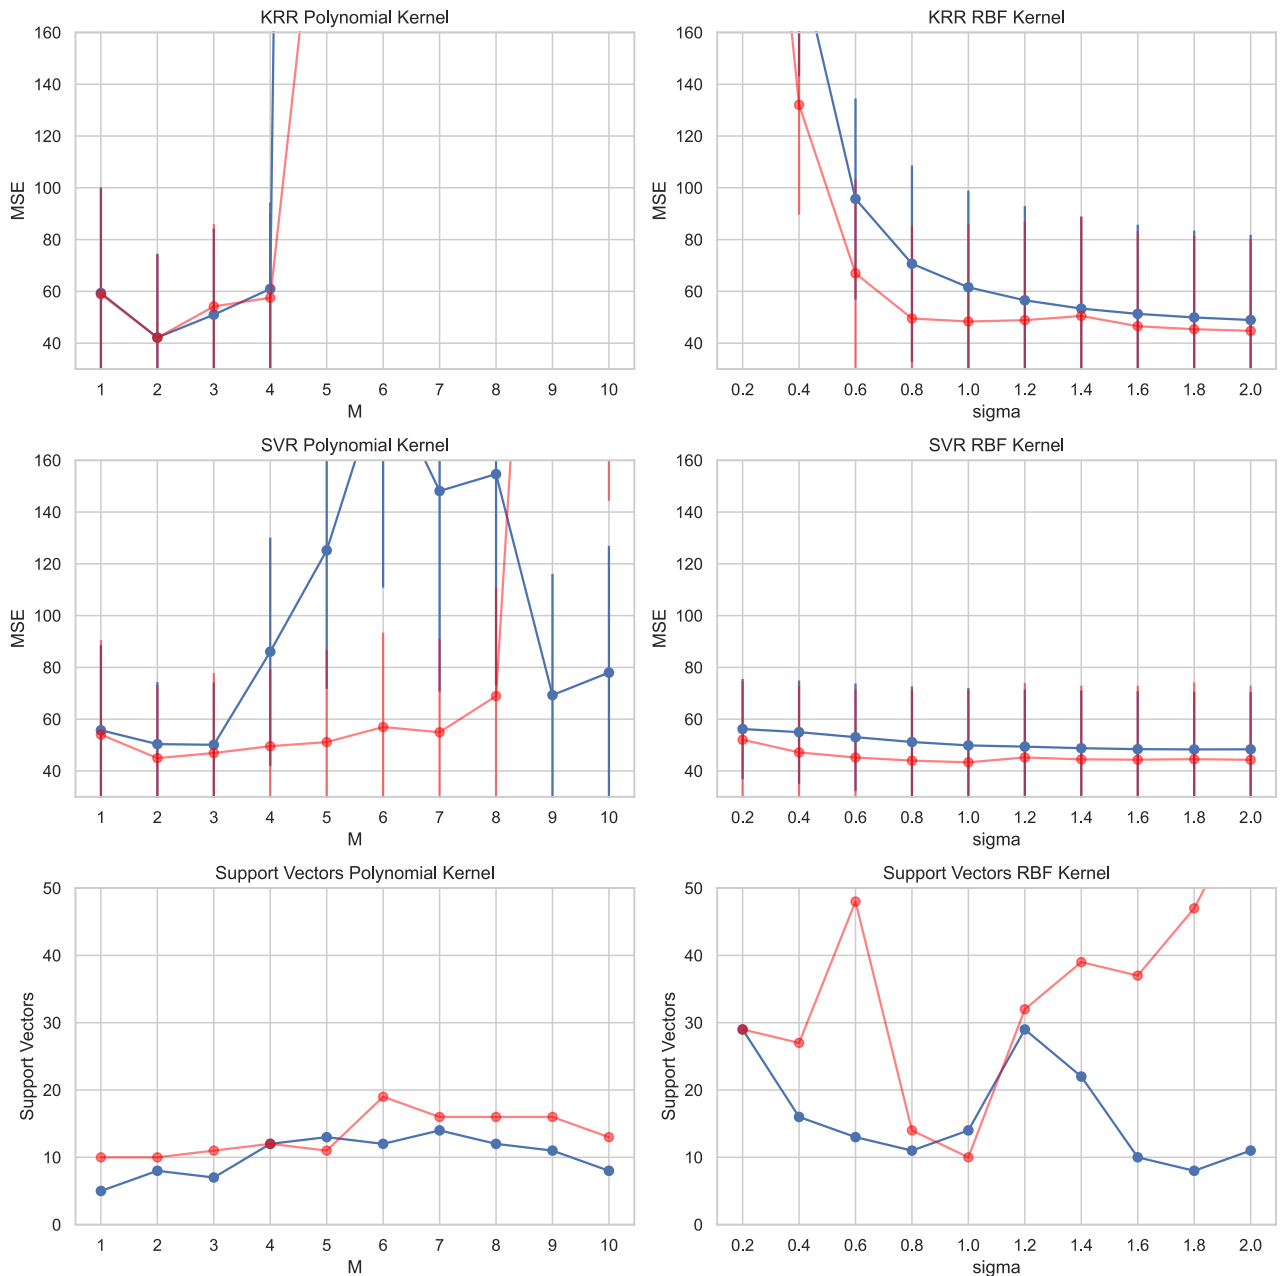 KRR Polynomial Kernel
160
140
120
100
80
60
40
MSE
1 2 3 4 5 6 7 8 9 10
M
KRR RBF Kernel
160
140
120
100
80
60
40
MSE
0.2 0.4 0.6 0.8 1.0 1.2 1.4 1.6 1.8 2.0
sigma
SVR Polynomial Kernel
160
140
120
100
80
60
40
MSE
1 2 3 4 5 6 7 8 9 10
M
SVR RBF Kernel
160
140
120
100
80
60
40
MSE
0.2 0.4 0.6 0.8 1.0 1.2 1.4 1.6 1.8 2.0
sigma
Support Vectors Polynomial Kernel
50
40
30
20
10
0
Support Vectors
1 2 3 4 5 6 7 8 9 10
M
Support Vectors RBF Kernel
50
40
30
20
10
0
Support Vectors
0.2 0.4 0.6 0.8 1.0 1.2 1.4 1.6 1.8 2.0
sigma